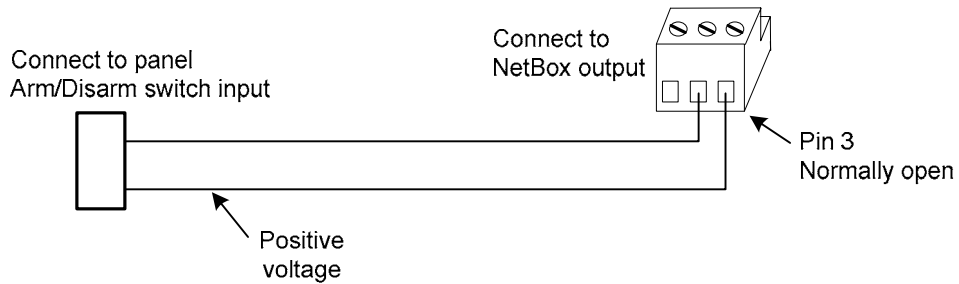 Connect to panel
Arm/Disarm switch input
Connect to
NetBox output
Pin 3
Normally open
Positive
voltage